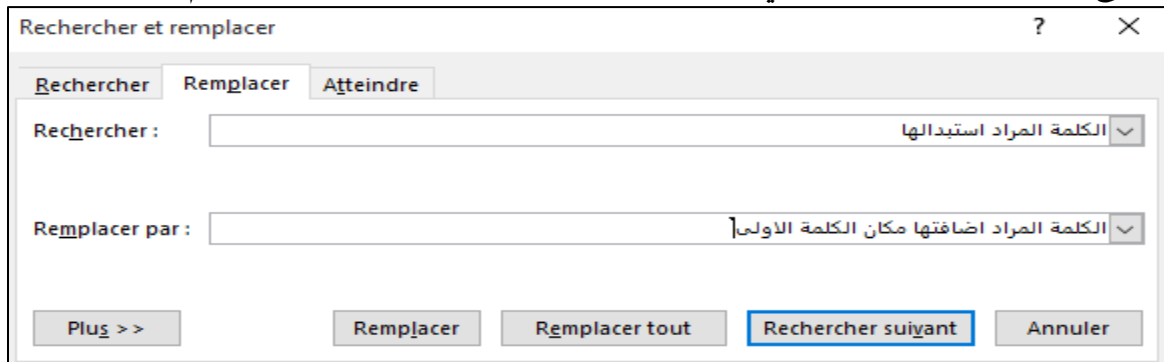 Rechercher et remplacer ? ×
Rechercher Remplacer Atteindre
Rechercher : الكلمة المراد استبدالها
Remplacer par : الكلمة المراد اضافتها مكان الكلمة الاولى
Plus >> Remplacer Remplacer tout Rechercher suivant Annuler